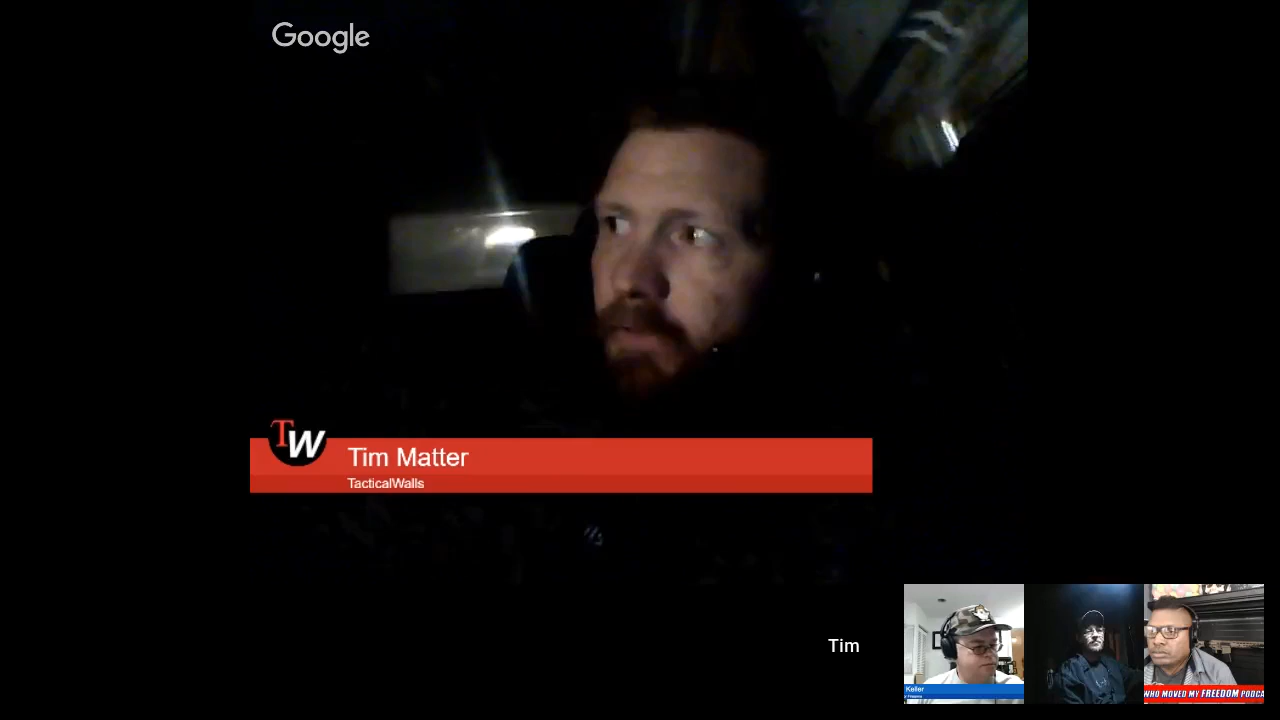 Google
TW
Tim Matter
TacticalWalls
Tim
Keller
WHO MOVED MY FREEDOM PODCA